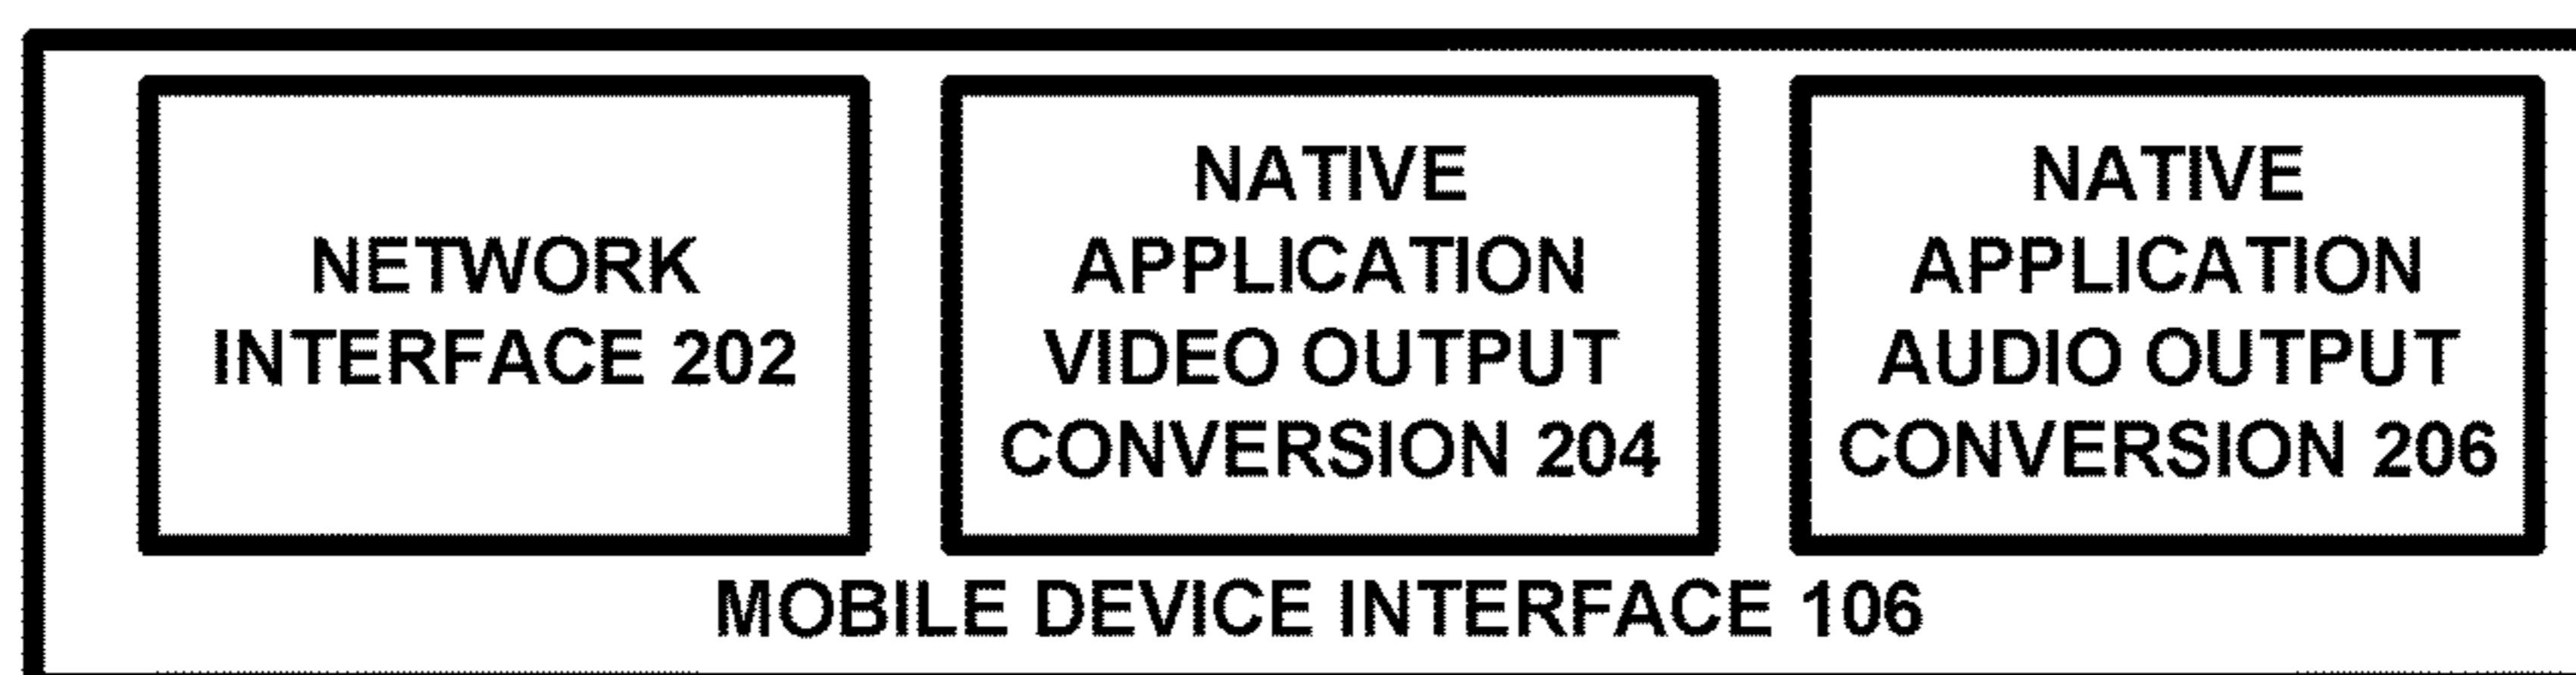 NETWORK
INTERFACE 202
NATIVE
APPLICATION
VIDEO OUTPUT
CONVERSION 204
NATIVE
APPLICATION
AUDIO OUTPUT
CONVERSION 206
MOBILE DEVICE INTERFACE 106